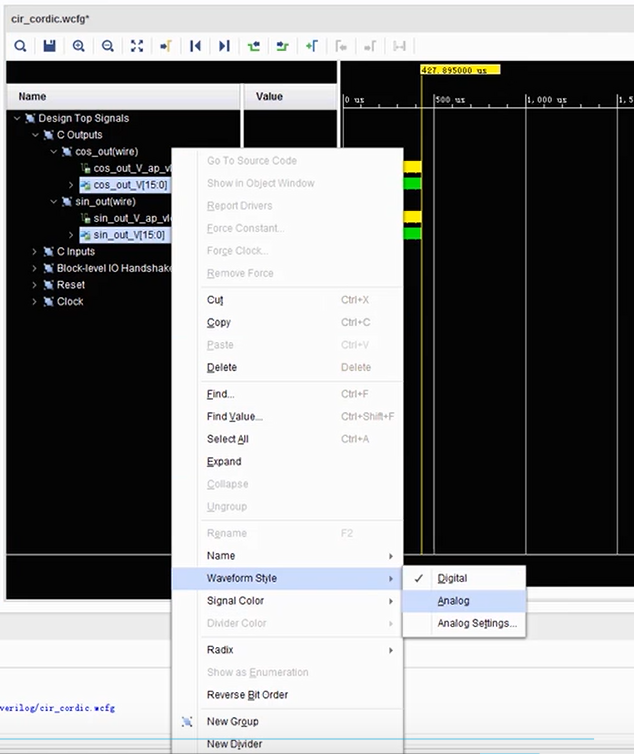 cir_cordic.wcfg*
427.895000 us
Name Value
0 us 500 us 1,000 us 1,5
Design Top Signals
C Outputs
cos_out(wire)
cos_out_V_ap_vl
cos_out_V[15:0]
sin_out(wire)
sin_out_V_ap_vl
sin_out_V[15:0]
C Inputs
Block-level IO Handshake
Reset
Clock
Go To Source Code
Show in Object Window
Report Drivers
Force Constant...
Force Clock...
Remove Force
Cut Ctrl+X
Copy Ctrl+C
Paste Ctrl+V
Delete Delete
Find... Ctrl+F
Find Value... Ctrl+Shift+F
Select All Ctrl+A
Expand
Collapse
Ungroup
Rename F2
Name
Waveform Style
Signal Color
Divider Color
Radix
Show as Enumeration
Reverse Bit Order
New Group
New Divider
Digital
Analog
Analog Settings...
verilog/cir_cordic.wcfg